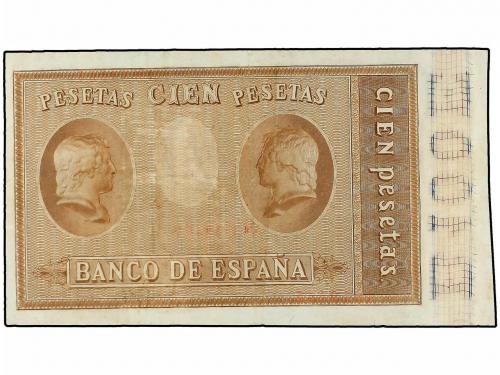 PESETAS CIEN PESETAS
BANCO DE ESPAÑA
CIEN pesetas